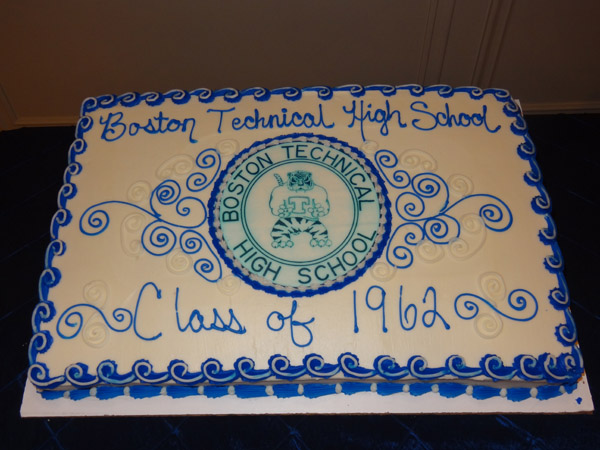 Boston Technical High School
BOSTON TECHNICAL
T
HIGH SCHOOL
Class of 1962